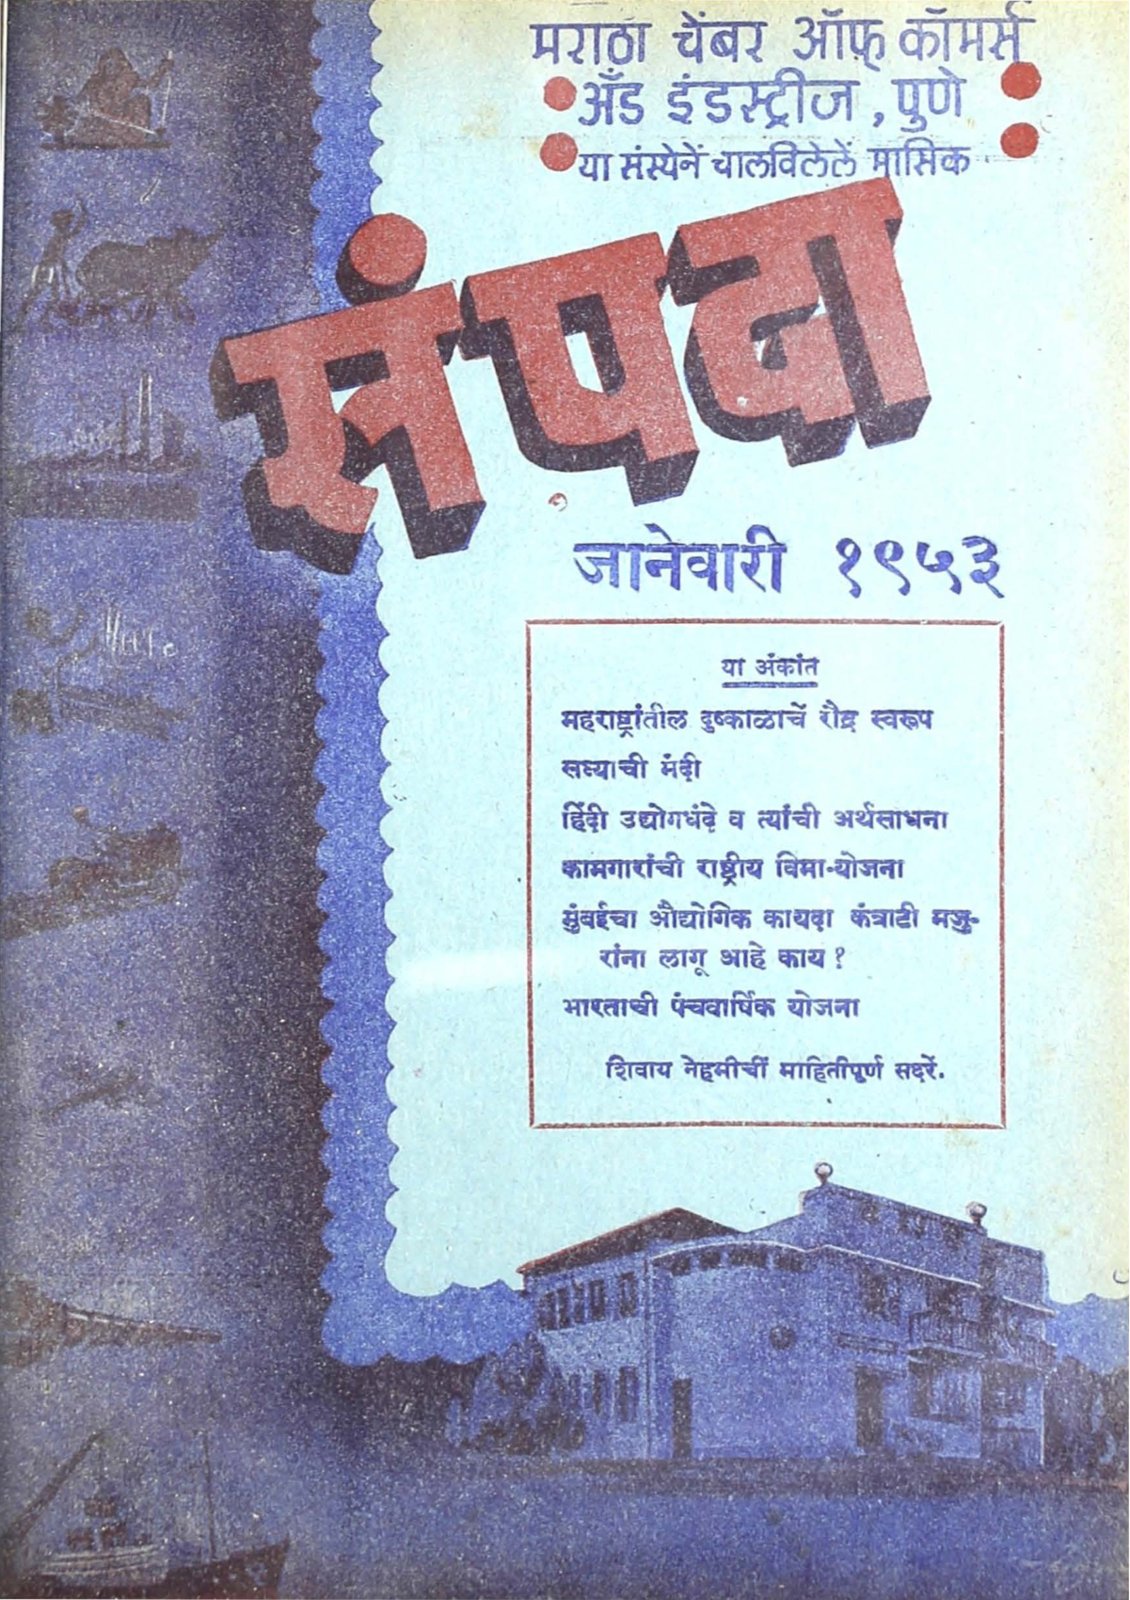 मराठा चेंबर ऑफ् कॉमर्स
अँड इंडस्ट्रीज, पुणे
या संस्थेनें चालविलेलें मासिक
संपदा
जानेवारी १९५३
या अंकांत
महाराष्ट्रांतील दुष्काळाचें रौद्र स्वरूप
सध्याची मंदी
हिंदी उद्योगधंदे व त्यांची अर्थसाधना
कामगारांची राष्ट्रीय विमा-योजना
मुंबईचा औद्योगिक कायदा कंत्राटी मजु-
रांना लागू आहे काय ?
भारताची पंचवार्षिक योजना
शिवाय नेहमीचीं माहितीपूर्ण सदरें.